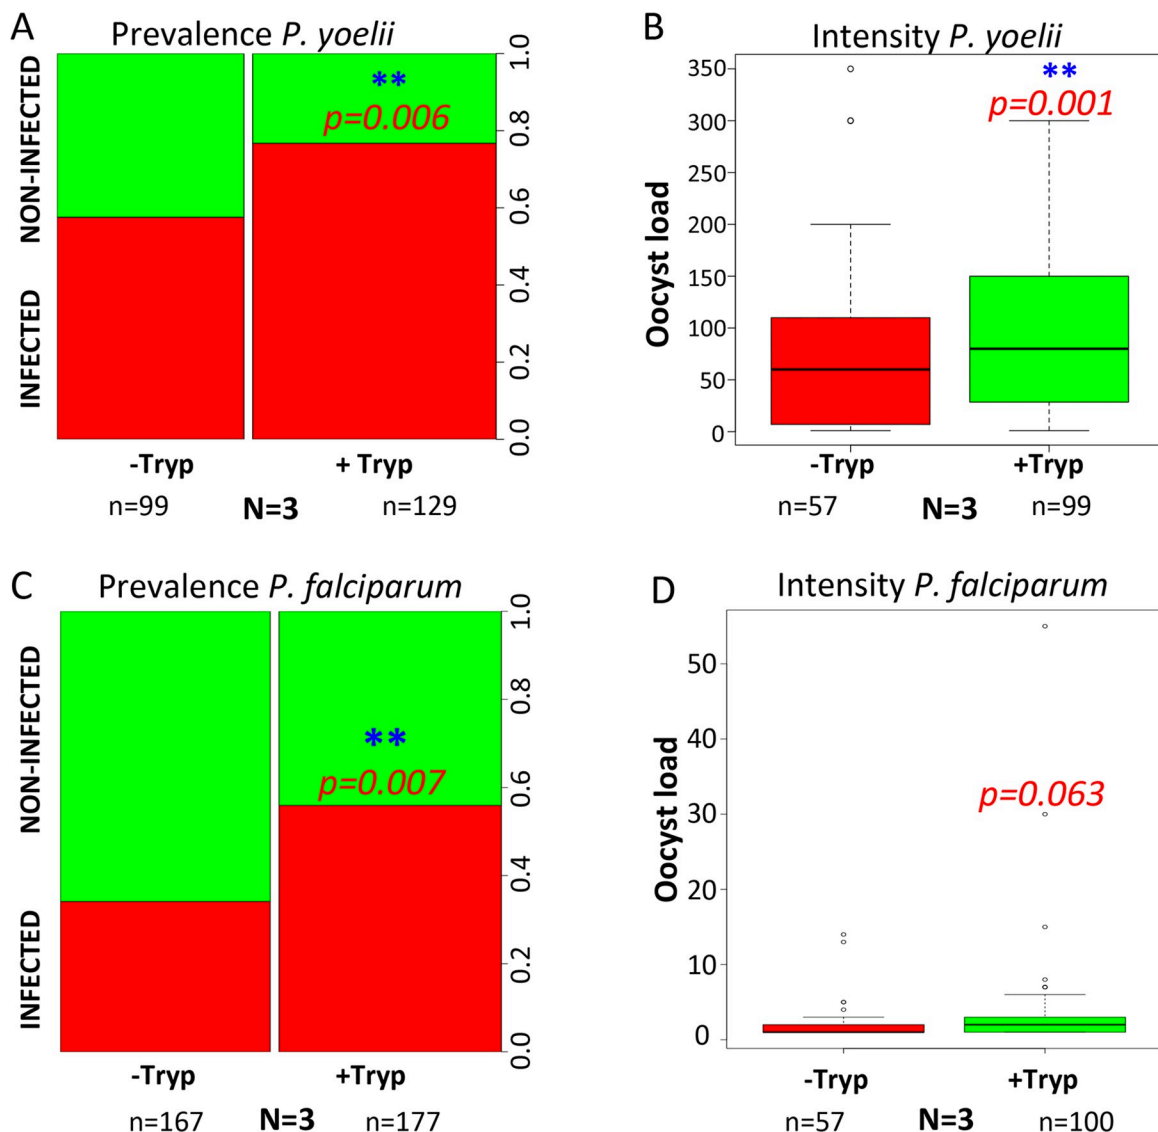 A
Prevalence P. yoelii
NON-INFECTED
INFECTED
**
p=0.006
1.0
0.8
0.6
0.4
0.2
0.0
-Tryp
+ Tryp
n=99
N=3
n=129
B
Intensity P. yoelii
Oocyst load
350
300
250
200
150
100
50
0
**
p=0.001
-Tryp
+Tryp
n=57
N=3
n=99
C
Prevalence P. falciparum
NON-INFECTED
INFECTED
**
p=0.007
1.0
0.8
0.6
0.4
0.2
0.0
-Tryp
+Tryp
n=167
N=3
n=177
D
Intensity P. falciparum
Oocyst load
50
40
30
20
10
0
p=0.063
-Tryp
+Tryp
n=57
N=3
n=100